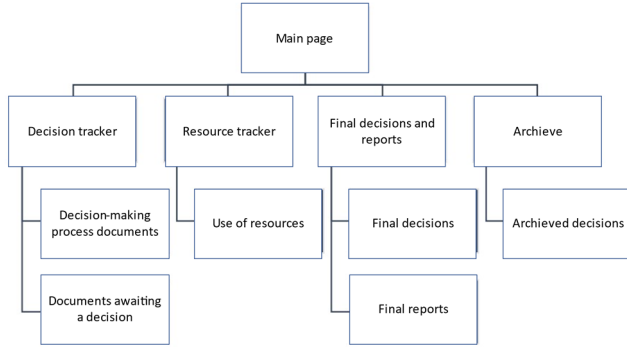 Main page
Decision tracker
Resource tracker
Final decisions and
reports
Archieve
Decision-making
process documents
Use of resources
Final decisions
Archieved decisions
Documents awaiting
a decision
Final reports